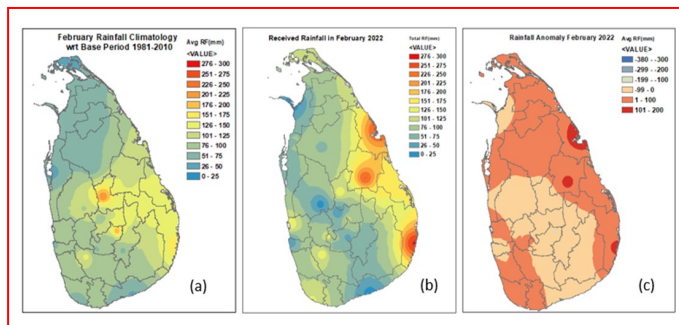 February Rainfall Climatology
wrt Base Period 1981-2010
Avg RF(mm)
<VALUE>
276 - 300
251 - 275
226 - 250
201 - 225
176 - 200
151 - 175
126 - 150
101 - 125
76 - 100
51 - 75
26 - 50
0 - 25
(a)
Received Rainfall in February 2022
Total RF(mm)
<VALUE>
276 - 300
251 - 275
226 - 250
201 - 225
176 - 200
151 - 175
126 - 150
101 - 125
76 - 100
51 - 75
26 - 50
0 - 25
(b)
Rainfall Anomaly February 2022
Avg RF(mm)
<VALUE>
-380 - -300
-299 - -200
-199 - -100
-99 - 0
1 - 100
101 - 200
(c)